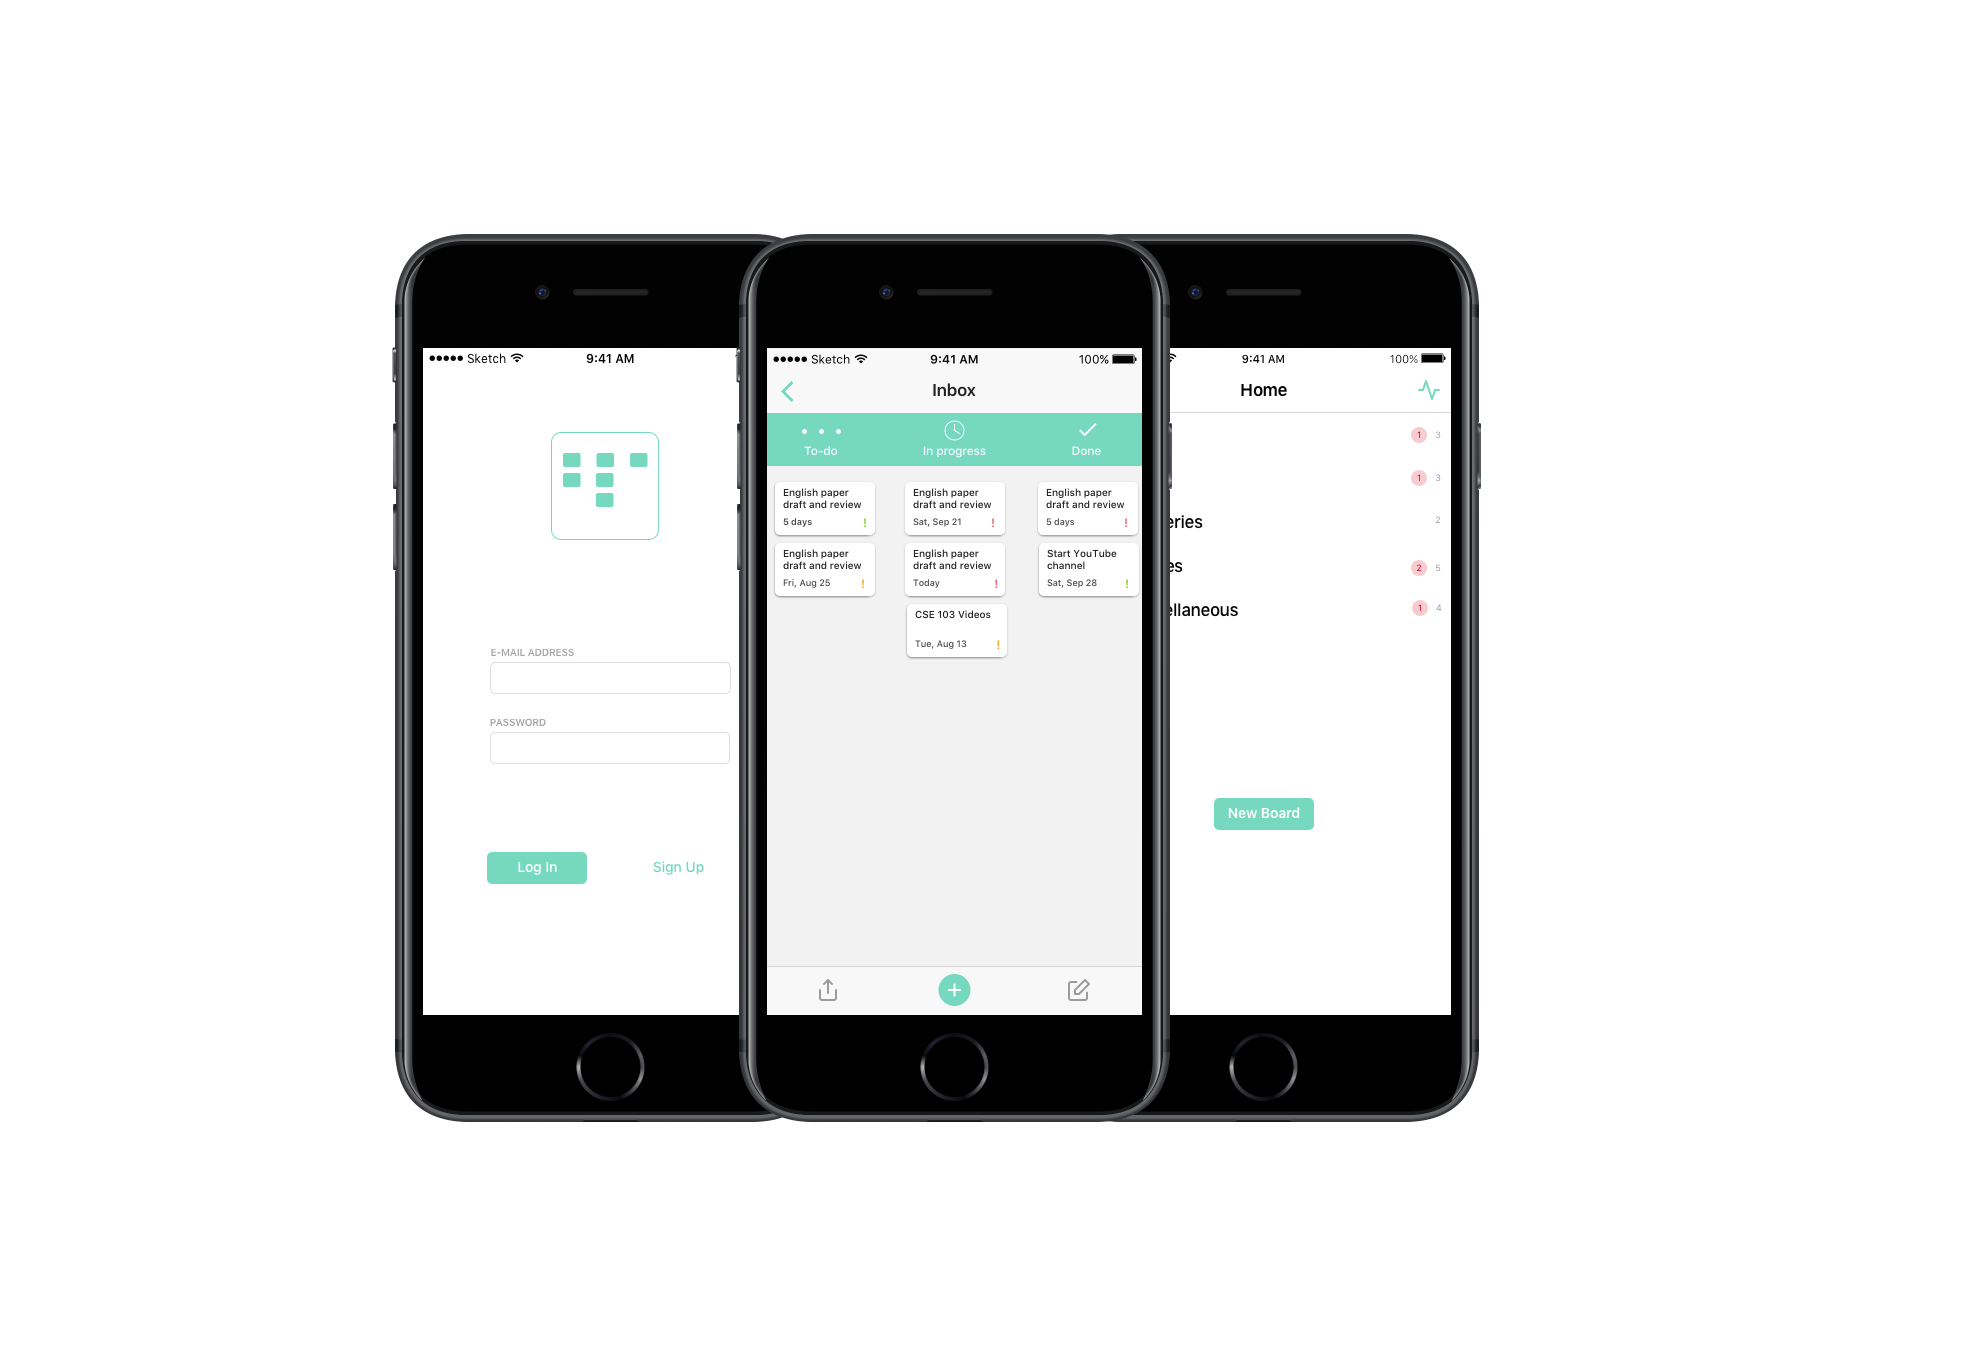 Sketch
9:41 AM
E-MAIL ADDRESS
PASSWORD
Log In
Sign Up
Sketch
9:41 AM
100%
Inbox
To-do
In progress
Done
English paper
draft and review
5 days
!
English paper
draft and review
Sat, Sep 21
!
English paper
draft and review
5 days
!
English paper
draft and review
Fri, Aug 25
!
English paper
draft and review
Today
!
Start YouTube
channel
Sat, Sep 28
!
CSE 103 Videos
Tue, Aug 13
!
9:41 AM
100%
Home
1 3
1 3
eries
2
es
2 5
ellaneous
1 4
New Board